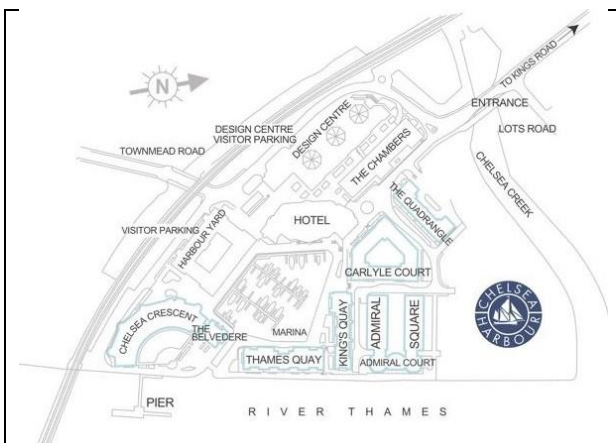 N
TO KINGS ROAD
ENTRANCE
LOTS ROAD
DESIGN CENTRE
VISITOR PARKING
DESIGN CENTRE
TOWNMEAD ROAD
THE CHAMBERS
CHELSEA CREEK
THE QUADRANGLE
HOTEL
VISITOR PARKING
HARBOUR YARD
CARLYLE COURT
CHELSEA
HARBOUR
CHELSEA CRESCENT
THE
BELVEDERE
MARINA
KING'S QUAY
ADMIRAL
SQUARE
THAMES QUAY
ADMIRAL COURT
PIER
RIVER THAMES